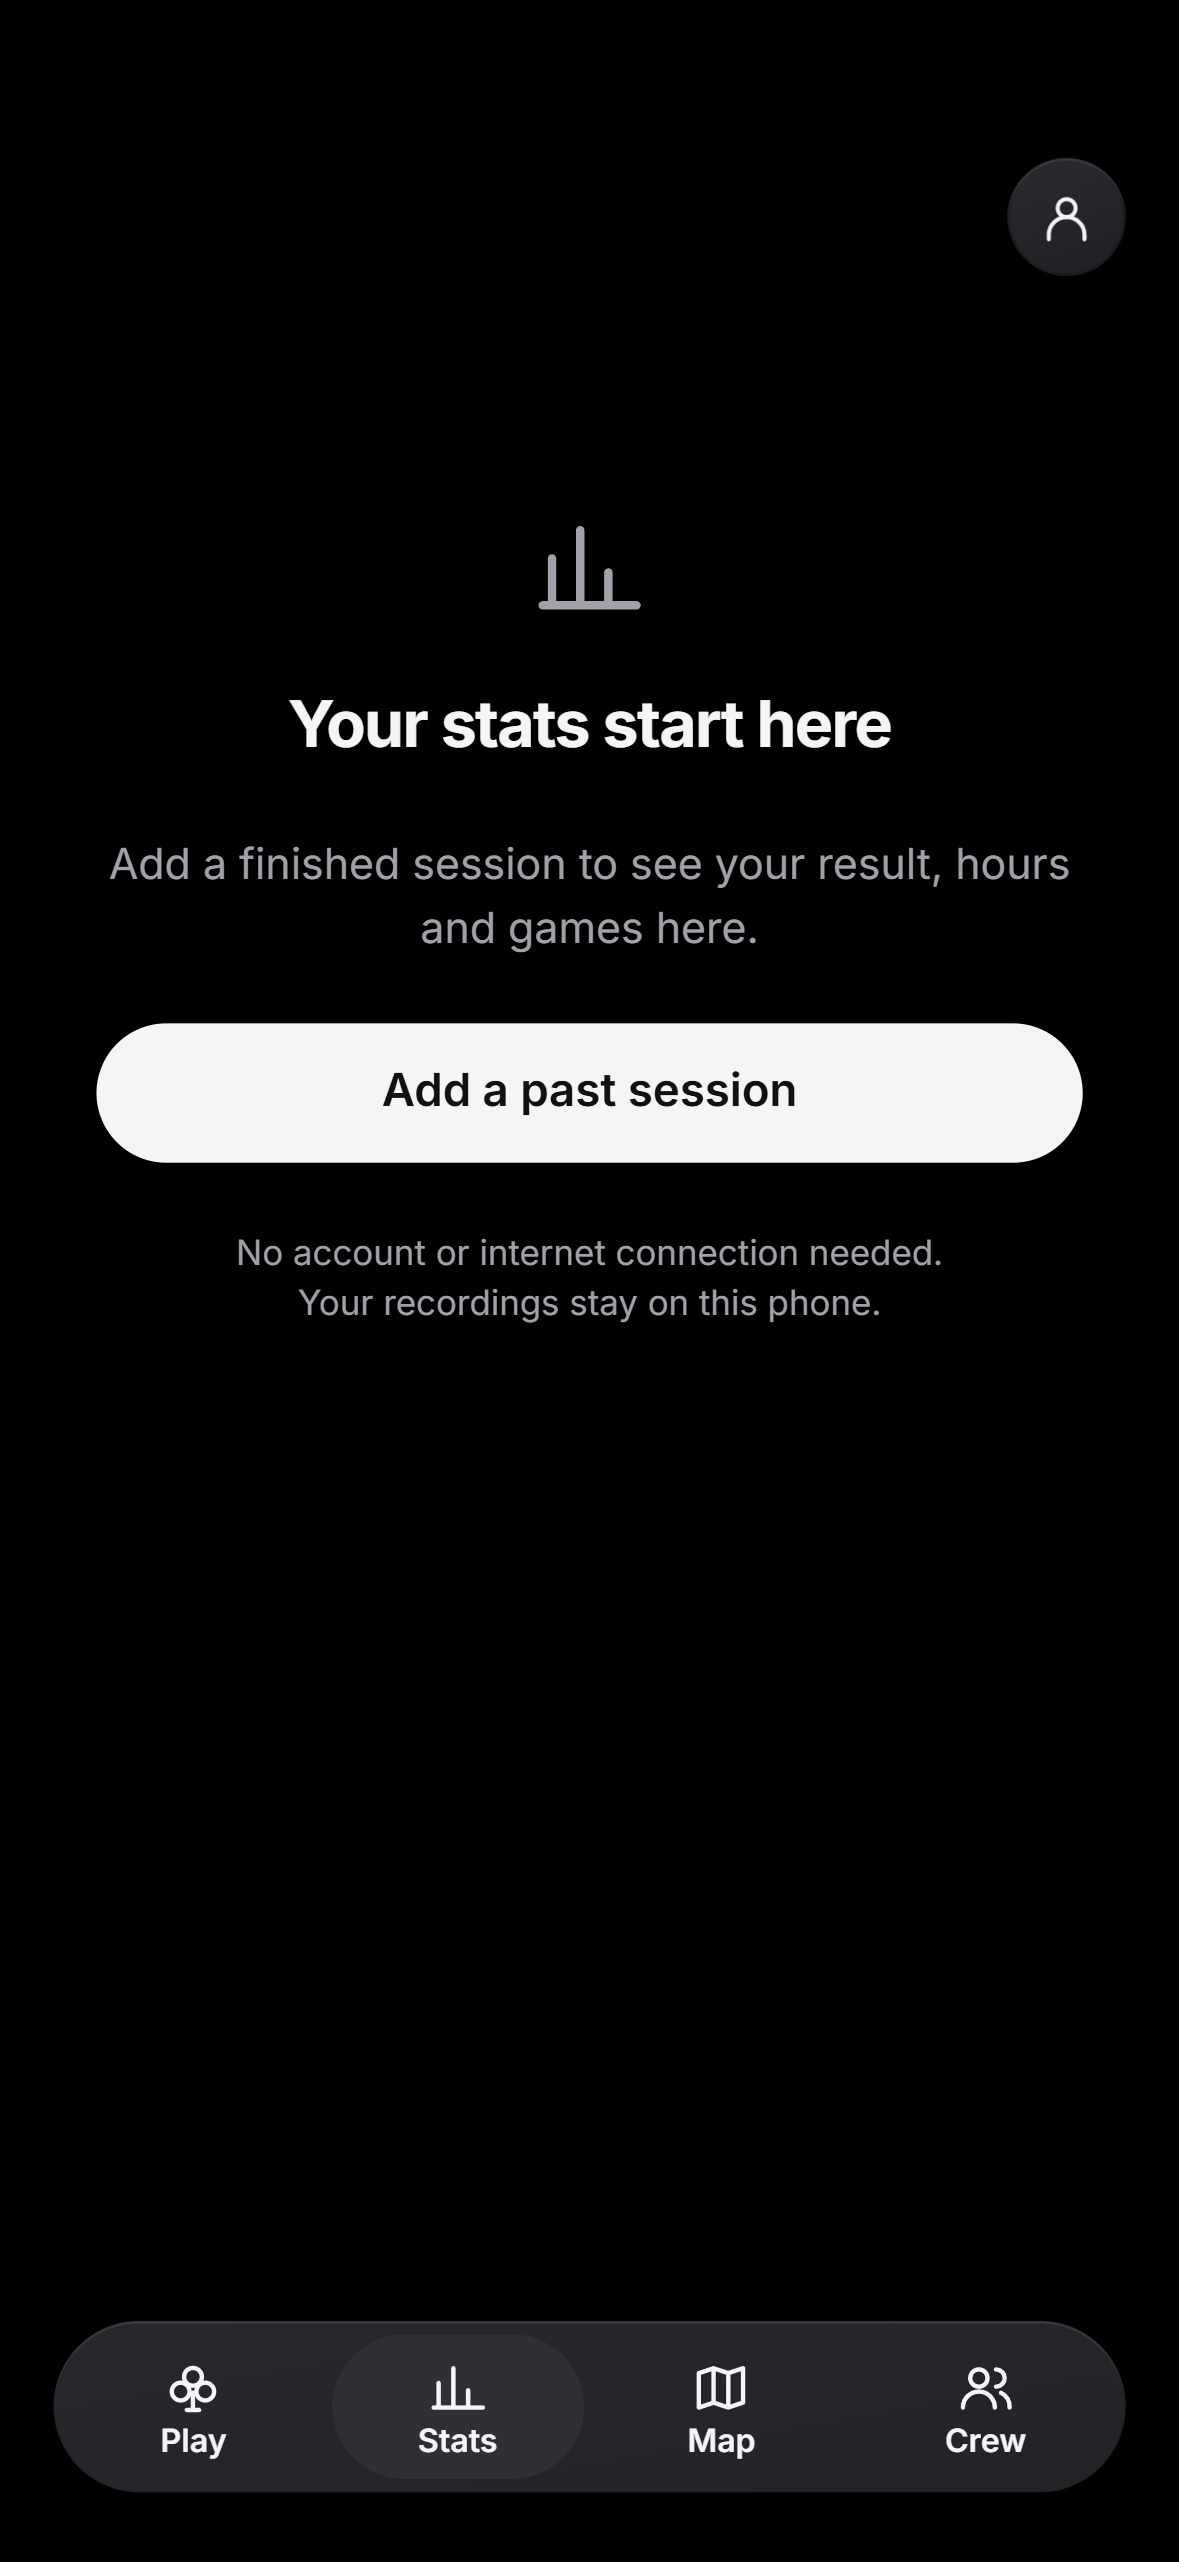 Your stats start here
Add a finished session to see your result, hours
and games here.
Add a past session
No account or internet connection needed.
Your recordings stay on this phone.
Play
Stats
Map
Crew